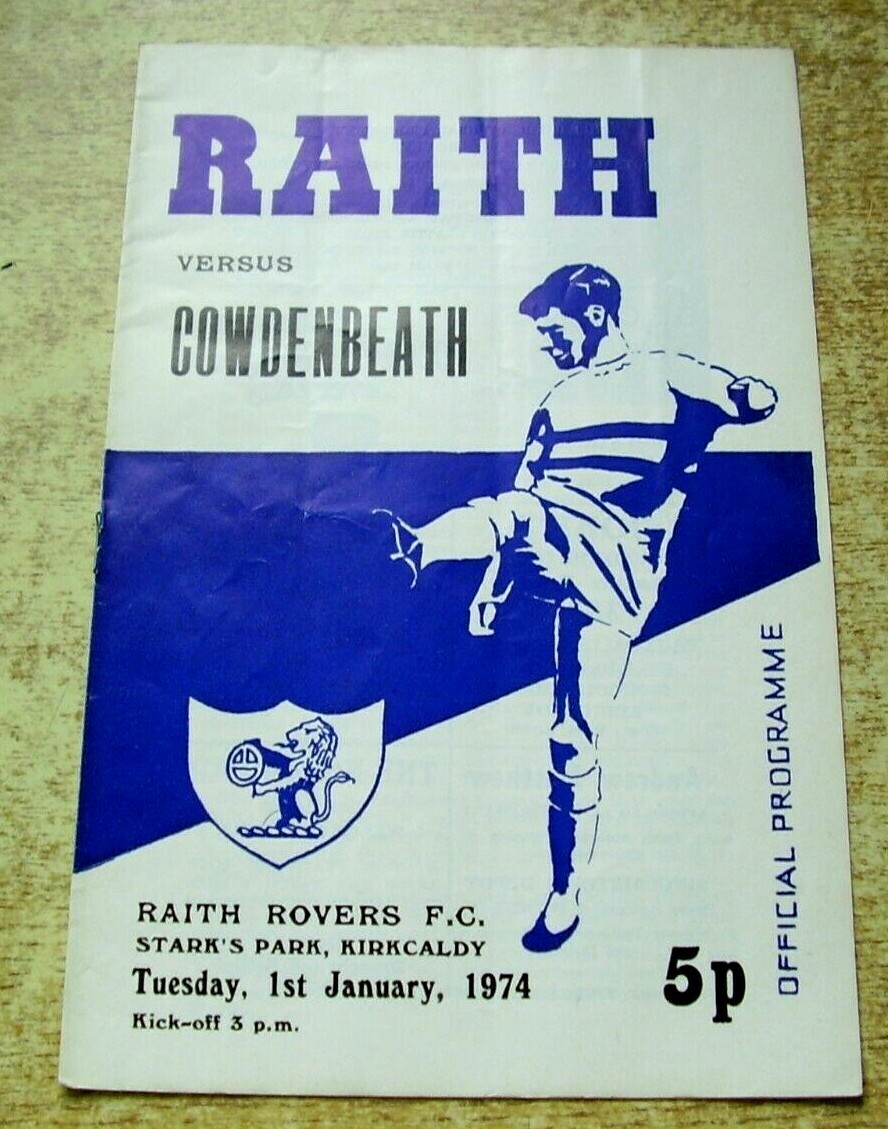 RAITH
VERSUS
COWDENBEATH
RAITH ROVERS F.C.
STARK'S PARK, KIRKCALDY
Tuesday, 1st January, 1974
Kick-off 3 p.m.
5p
OFFICIAL PROGRAMME